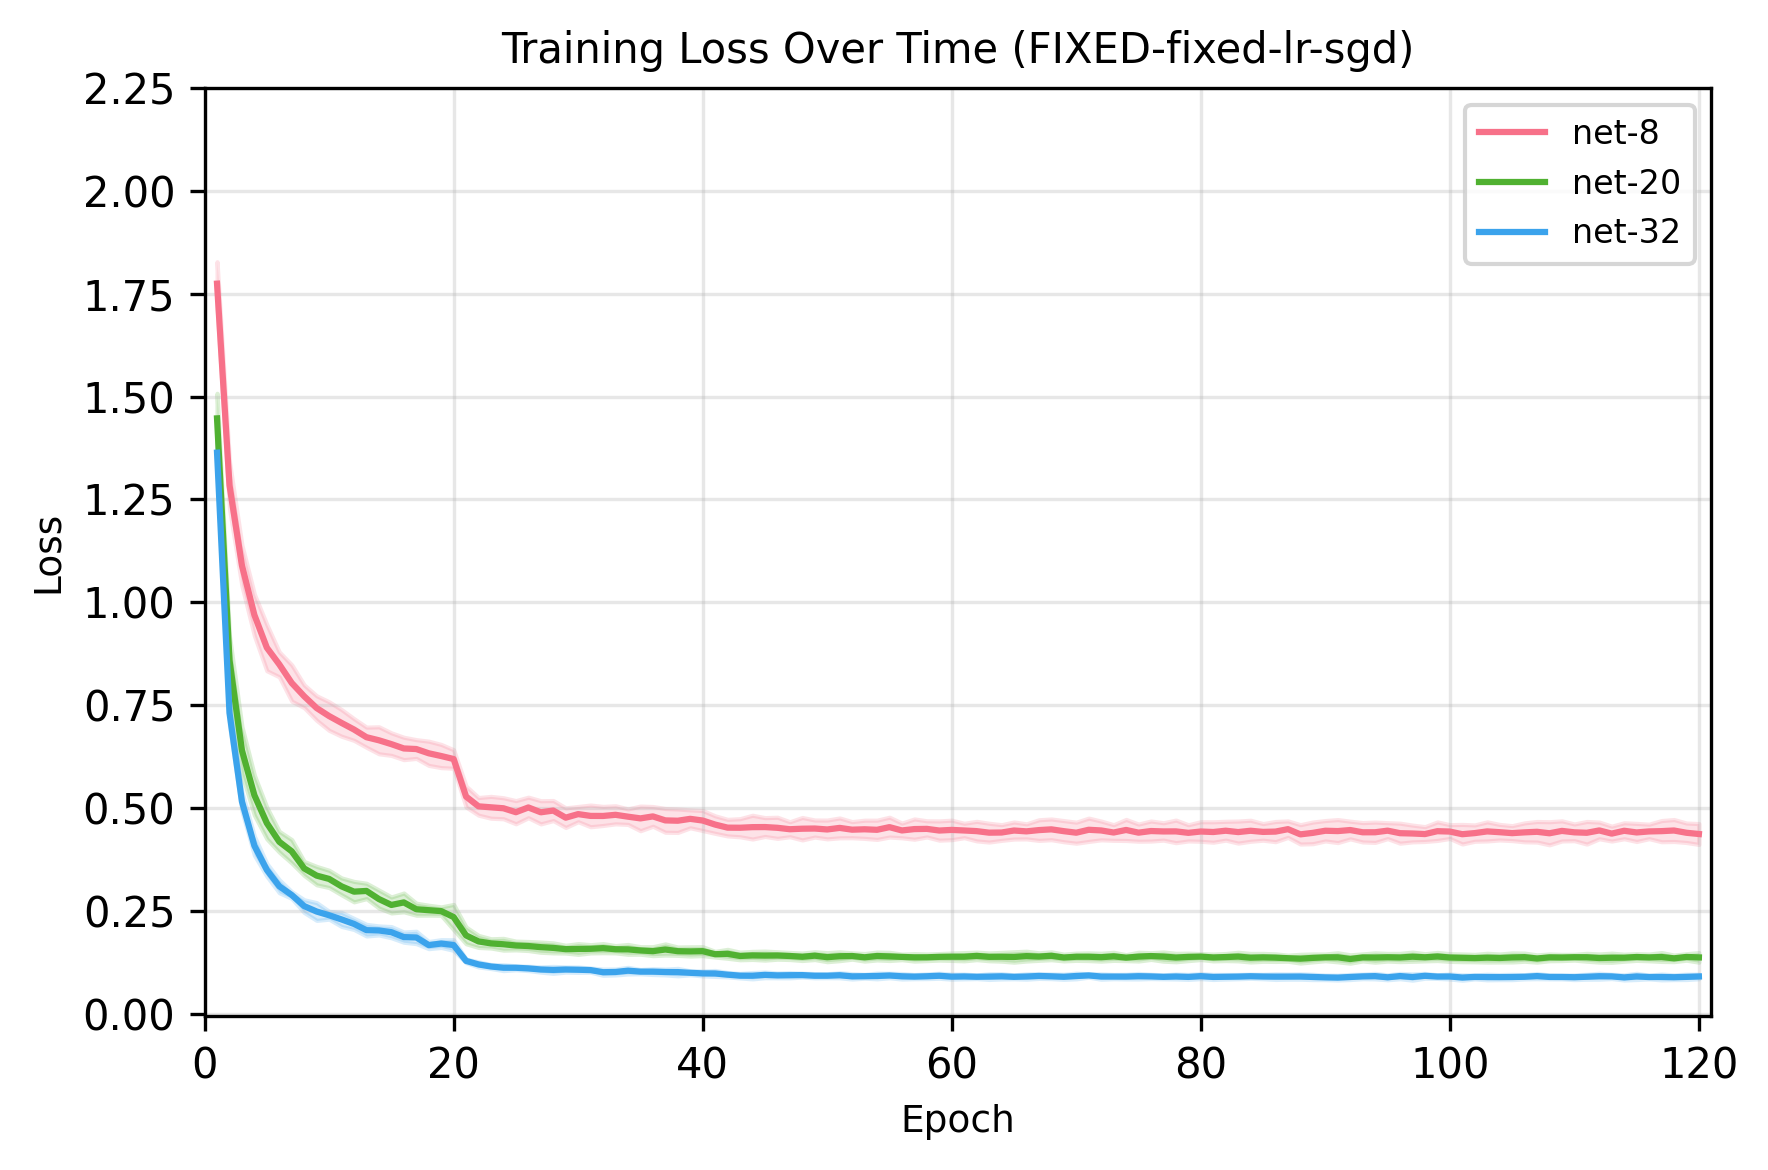 Training Loss Over Time (FIXED-fixed-lr-sgd)
2.25
2.00
1.75
1.50
1.25
1.00
0.75
0.50
0.25
0.00
Loss
net-8
net-20
net-32
0 20 40 60 80 100 120
Epoch